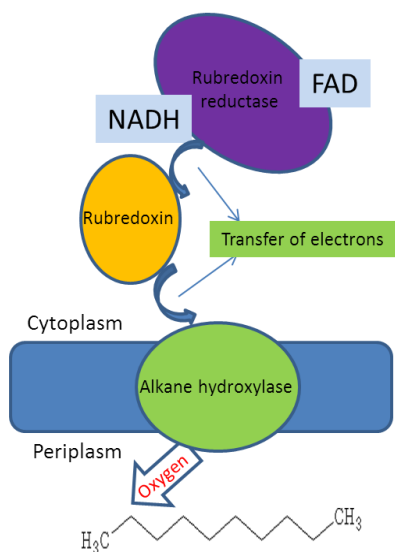 Rubredoxin
reductase
FAD
NADH
Rubredoxin
Transfer of electrons
Cytoplasm
Alkane hydroxylase
Periplasm
Oxygen
CH3
H3C